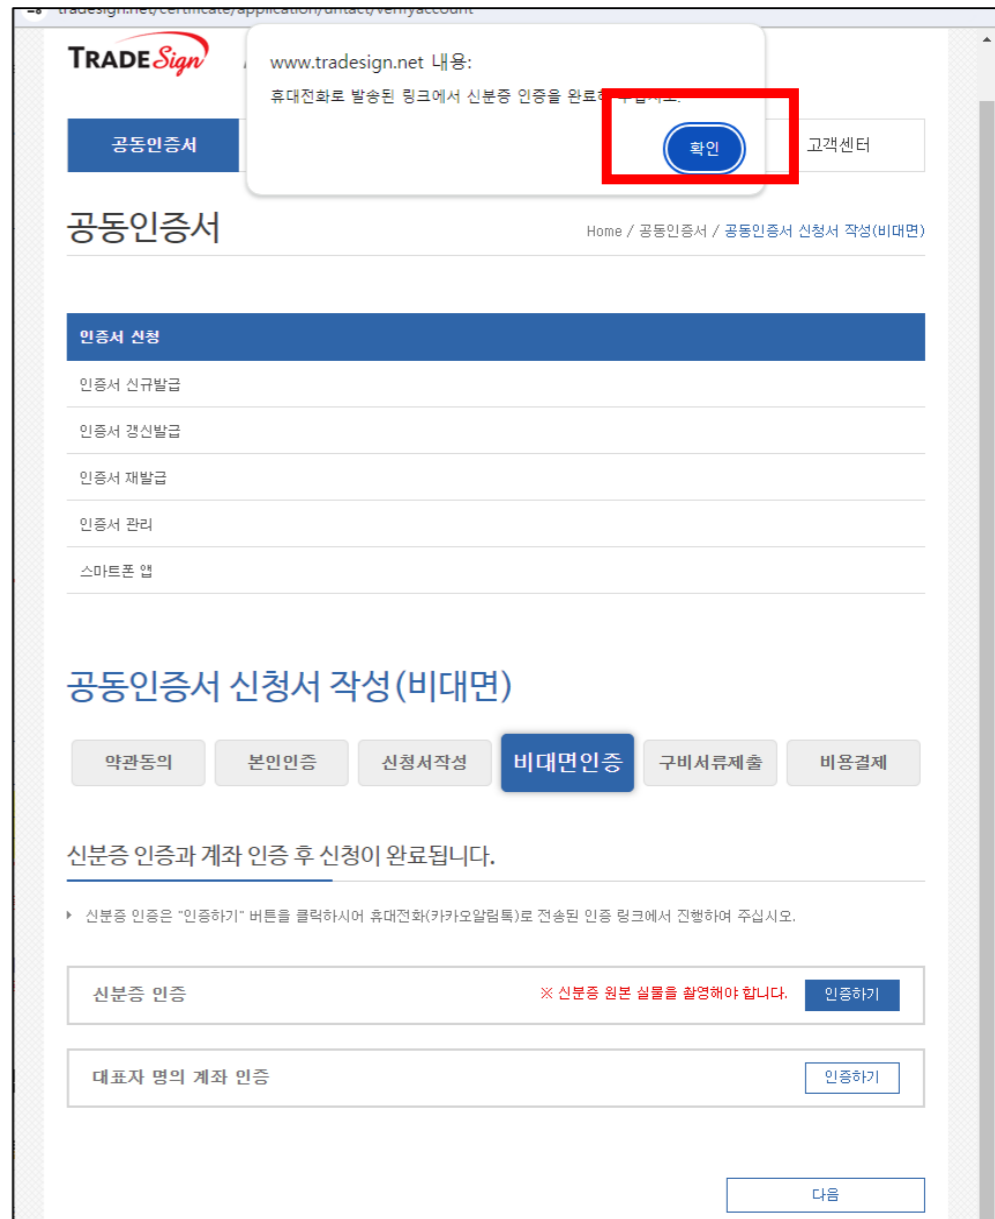 tradesign.net/certificate/application/untact/verifyaccount
TRADESign
www.tradesign.net 내용:
휴대전화로 발송된 링크에서 신분증 인증을 완료하
확인
공동인증서
고객센터
공동인증서
Home / 공동인증서 / 공동인증서 신청서 작성(비대면)
인증서 신청
인증서 신규발급
인증서 갱신발급
인증서 재발급
인증서 관리
스마트폰 앱
공동인증서 신청서 작성(비대면)
약관동의 본인인증 신청서작성 비대면인증 구비서류제출 비용결제
신분증 인증과 계좌 인증 후 신청이 완료됩니다.
신분증 인증은 "인증하기" 버튼을 클릭하시어 휴대전화(카카오알림톡)로 전송된 인증 링크에서 진행하여 주십시오.
신분증 인증 ※ 신분증 원본 실물을 촬영해야 합니다. 인증하기
대표자 명의 계좌 인증 인증하기
다음